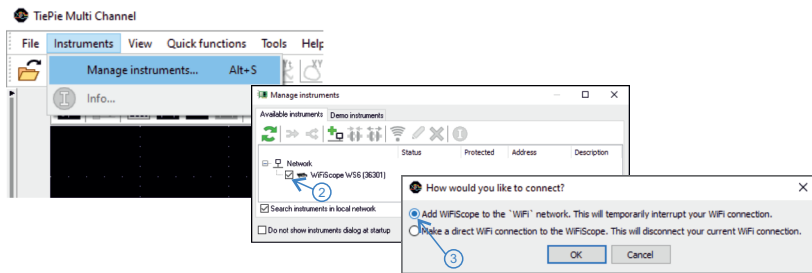 TiePie Multi Channel
File Instruments View Quick functions Tools Help
Manage instruments... Alt+S
Info...
Manage instruments
Available instruments Demo instruments
Status Protected Address Description
Network
WiFiScope WS6 (36301)
2
Search instruments in local network
Do not show instruments dialog at startup
How would you like to connect?
Add WiFiScope to the `WiFi` network. This will temporarily interrupt your WiFi connection.
Make a direct WiFi connection to the WiFiScope. This will disconnect your current WiFi connection.
3
OK Cancel